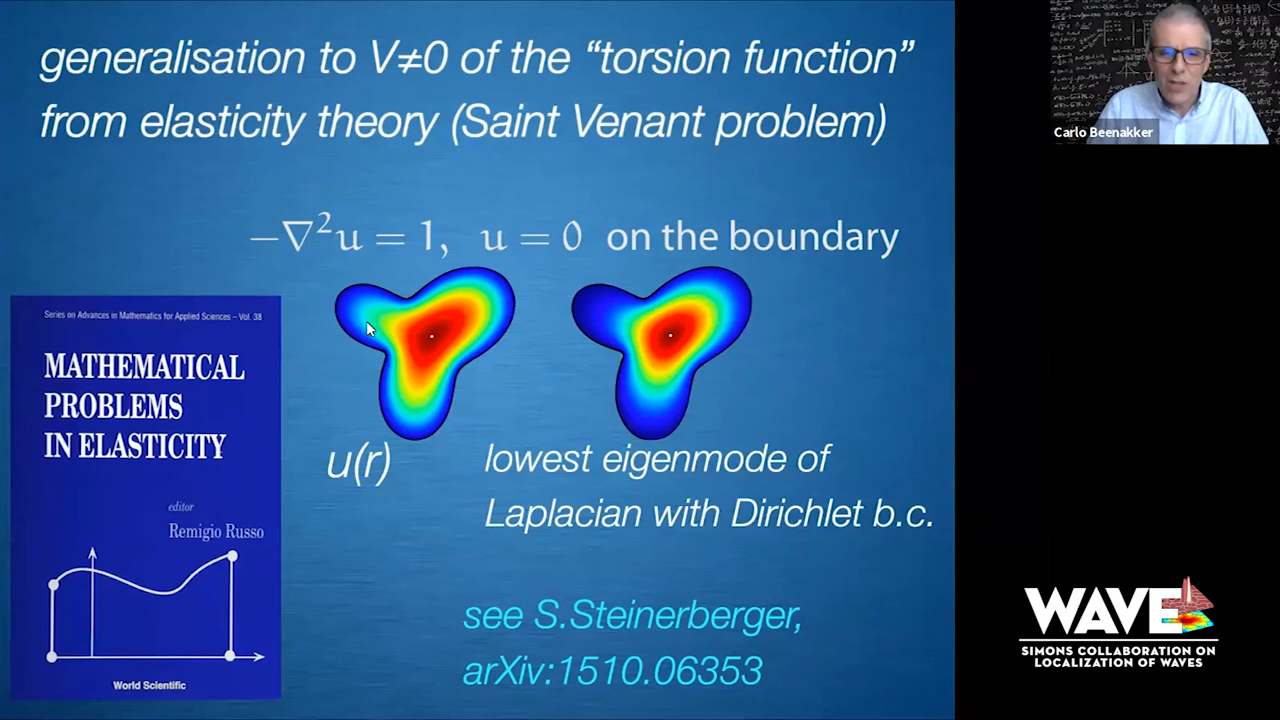 generalisation to V≠0 of the “torsion function”
from elasticity theory (Saint Venant problem)
−∇²u = 1, u = 0 on the boundary
u(r)
lowest eigenmode of
Laplacian with Dirichlet b.c.
see S.Steinerberger,
arXiv:1510.06353
Series on Advances in Mathematics for Applied Sciences – Vol. 38
MATHEMATICAL
PROBLEMS
IN ELASTICITY
editor
Remigio Russo
World Scientific
Carlo Beenakker
WAVE
SIMONS COLLABORATION ON
LOCALIZATION OF WAVES